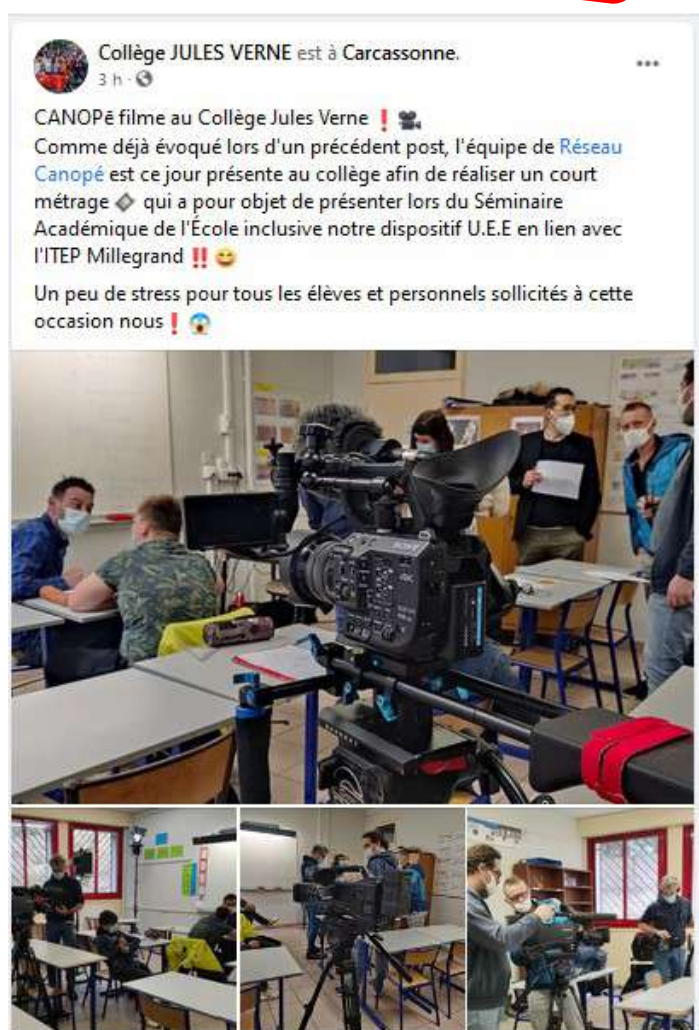 Collège JULES VERNE est à Carcassonne.
3 h ·
CANOPē filme au Collège Jules Verne ❗ 🎥
Comme déjà évoqué lors d'un précédent post, l'équipe de Réseau
Canopé est ce jour présente au collège afin de réaliser un court
métrage 🎞 qui a pour objet de présenter lors du Séminaire
Académique de l'École inclusive notre dispositif U.E.E en lien avec
l'ITEP Millegrand ‼️ 😄
Un peu de stress pour tous les élèves et personnels sollicités à cette
occasion nous❗ 😱
SONY
4K